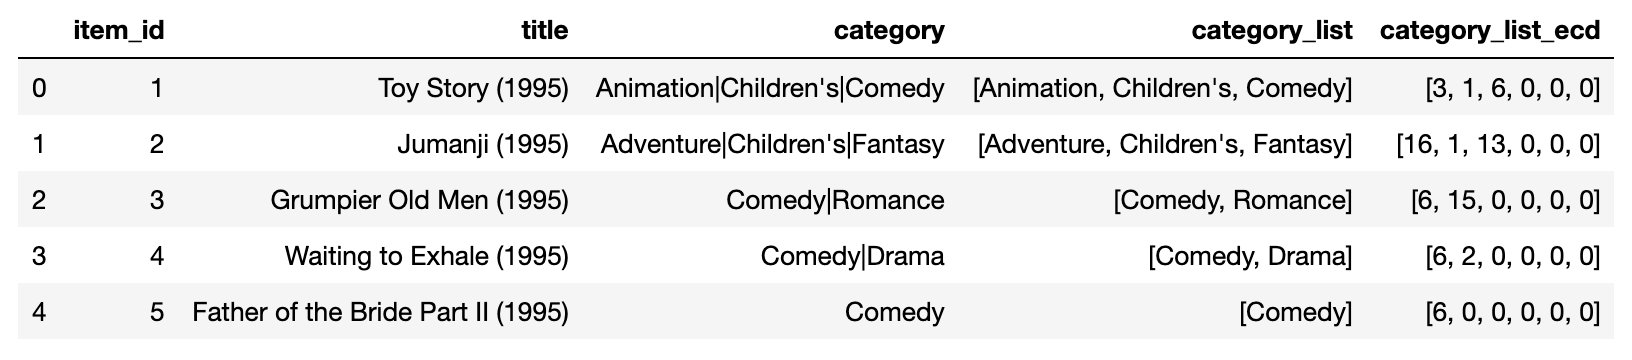 item_id title category category_list category_list_ecd
0 1 Toy Story (1995) Animation|Children's|Comedy [Animation, Children's, Comedy] [3, 1, 6, 0, 0, 0]
1 2 Jumanji (1995) Adventure|Children's|Fantasy [Adventure, Children's, Fantasy] [16, 1, 13, 0, 0, 0]
2 3 Grumpier Old Men (1995) Comedy|Romance [Comedy, Romance] [6, 15, 0, 0, 0, 0]
3 4 Waiting to Exhale (1995) Comedy|Drama [Comedy, Drama] [6, 2, 0, 0, 0, 0]
4 5 Father of the Bride Part II (1995) Comedy [Comedy] [6, 0, 0, 0, 0, 0]